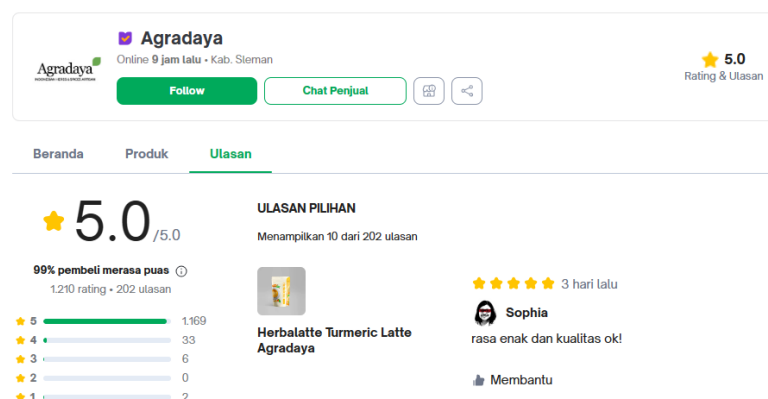 Agradaya
Online 9 jam lalu • Kab. Sleman
Agradaya
Follow
Chat Penjual
5.0
Rating & Ulasan
Beranda
Produk
Ulasan
5.0/5.0
99% pembeli merasa puas
1.210 rating • 202 ulasan
5 1.169
4 33
3 6
2 0
1 2
ULASAN PILIHAN
Menampilkan 10 dari 202 ulasan
Herbalatte Turmeric Latte
Agradaya
3 hari lalu
Sophia
rasa enak dan kualitas ok!
Membantu